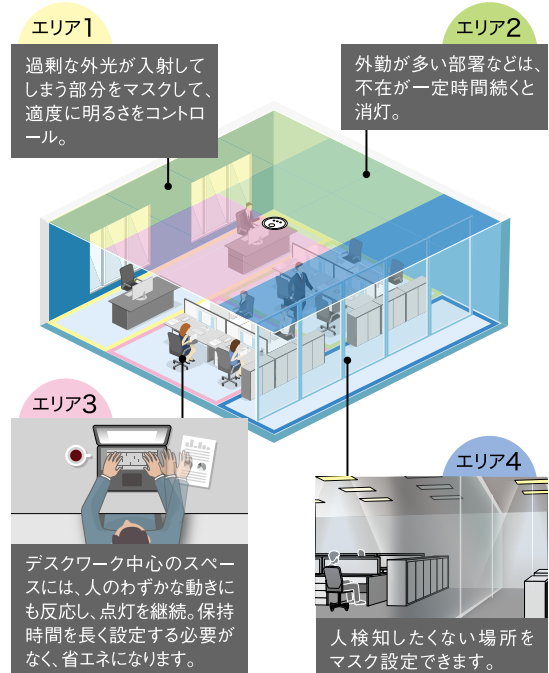 エリア1
過剰な外光が入射して
しまう部分をマスクして、
適度に明るさをコントロ
ール。
エリア2
外勤が多い部署などは、
不在が一定時間続くと
消灯。
エリア3
デスクワーク中心のスペー
スには、人のわずかな動きに
も反応し、点灯を継続。保持
時間を長く設定する必要が
なく、省エネになります。
エリア4
人検知したくない場所を
マスク設定できます。